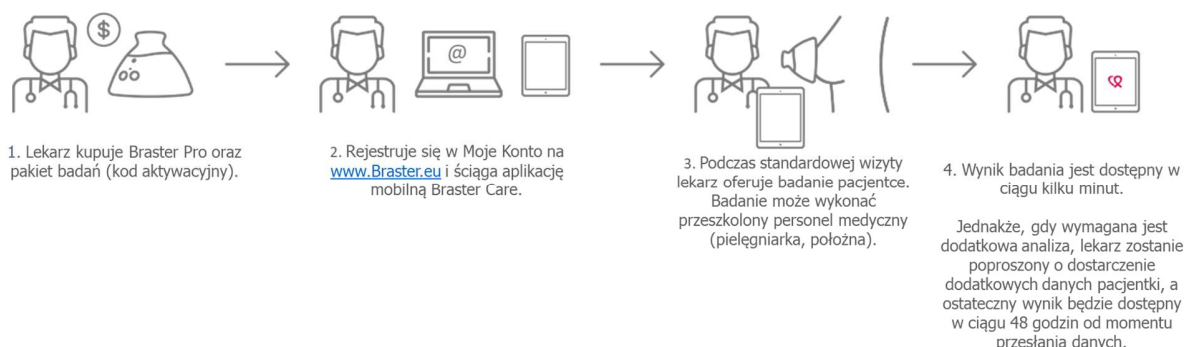 $
@
1. Lekarz kupuje Braster Pro oraz
pakiet badań (kod aktywacyjny).
2. Rejestruje się w Moje Konto na
www.Braster.eu i ściąga aplikację
mobilną Braster Care.
3. Podczas standardowej wizyty
lekarz oferuje badanie pacjentce.
Badanie może wykonać
przeszkolony personel medyczny
(pielęgniarka, położna).
4. Wynik badania jest dostępny w
ciągu kilku minut.
Jednakże, gdy wymagana jest
dodatkowa analiza, lekarz zostanie
poproszony o dostarczenie
dodatkowych danych pacjentki, a
ostateczny wynik będzie dostępny
w ciągu 48 godzin od momentu
przesłania danych.